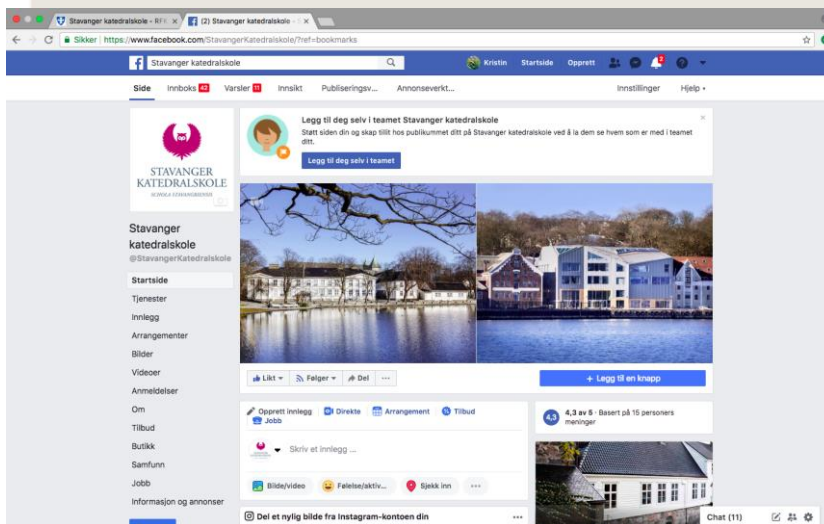 Stavanger katedralskole - RFK
(2) Stavanger katedralskole -
Sikker
https://www.facebook.com/StavangerKatedralskole/?ref=bookmarks
Stavanger katedralskole
Kristin Startside Opprett
2
Side Innboks 42 Varsler 11 Innsikt Publiseringsv... Annonseverkt... Innstillinger Hjelp
STAVANGER
KATEDRALSKOLE
Stavanger
katedralskole
@StavangerKatedralskole
Startside
Tjenester
Innlegg
Arrangementer
Bilder
Videoer
Anmeldelser
Om
Tilbud
Butikk
Samfunn
Jobb
Informasjon og annonser
Legg til deg selv i teamet Stavanger katedralskole
Støtt siden din og skap tillit hos publikummet ditt på Stavanger katedralskole ved å la dem se hvem som er med i teamet
ditt.
Legg til deg selv i teamet
Likt Følger Del ...
+ Legg til en knapp
Opprett innlegg Direkte Arrangement Tilbud
Jobb
Skriv et innlegg ...
Bilde/video Følelse/aktiv... Sjekk inn ...
Del et nylig bilde fra Instagram-kontoen din ...
4,3 4,3 av 5 · Basert på 15 personers
meninger
Chat (11)